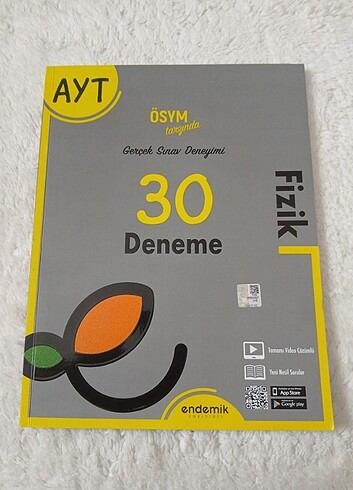 AYT
ÖSYM
tarzında
Gerçek Sınav Deneyimi
30
Deneme
Fizik
Tamamı Video Çözümlü
Yeni Nesil Sorular
App Store
Google play
endemik